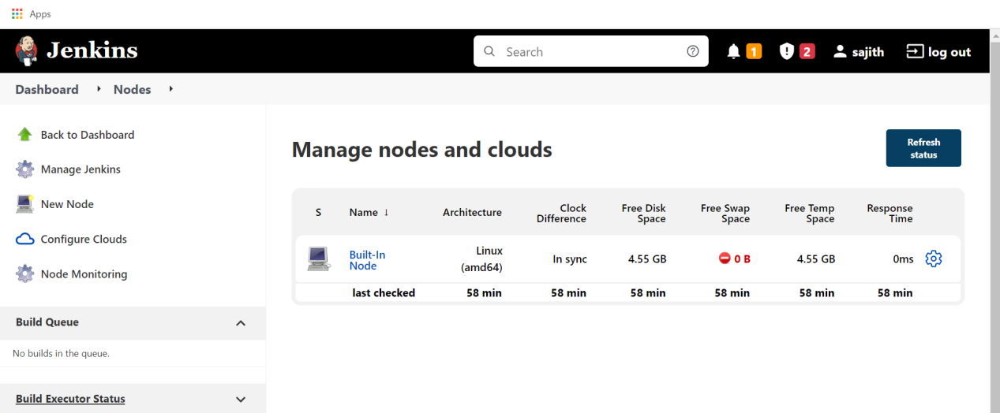 Apps
Jenkins
Search
1
2
sajith
log out
Dashboard
Nodes
Back to Dashboard
Manage Jenkins
New Node
Configure Clouds
Node Monitoring
Build Queue
No builds in the queue.
Build Executor Status
Manage nodes and clouds
Refresh
status
S Name ↓ Architecture Clock Difference Free Disk Space Free Swap Space Free Temp Space Response Time
Built-In Node Linux (amd64) In sync 4.55 GB 0 B 4.55 GB 0ms
last checked 58 min 58 min 58 min 58 min 58 min 58 min